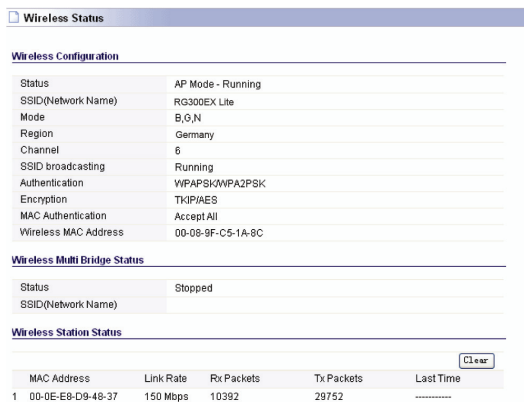 Wireless Status
Wireless Configuration
Status AP Mode - Running
SSID(Network Name) RG300EX Lite
Mode B,G,N
Region Germany
Channel 6
SSID broadcasting Running
Authentication WPAPSK/WPA2PSK
Encryption TKIP/AES
MAC Authentication Accept All
Wireless MAC Address 00-08-9F-C5-1A-8C
Wireless Multi Bridge Status
Status Stopped
SSID(Network Name)
Wireless Station Status
Clear
MAC Address Link Rate Rx Packets Tx Packets Last Time
1 00-0E-E8-D9-48-37 150 Mbps 10392 29752 -----------